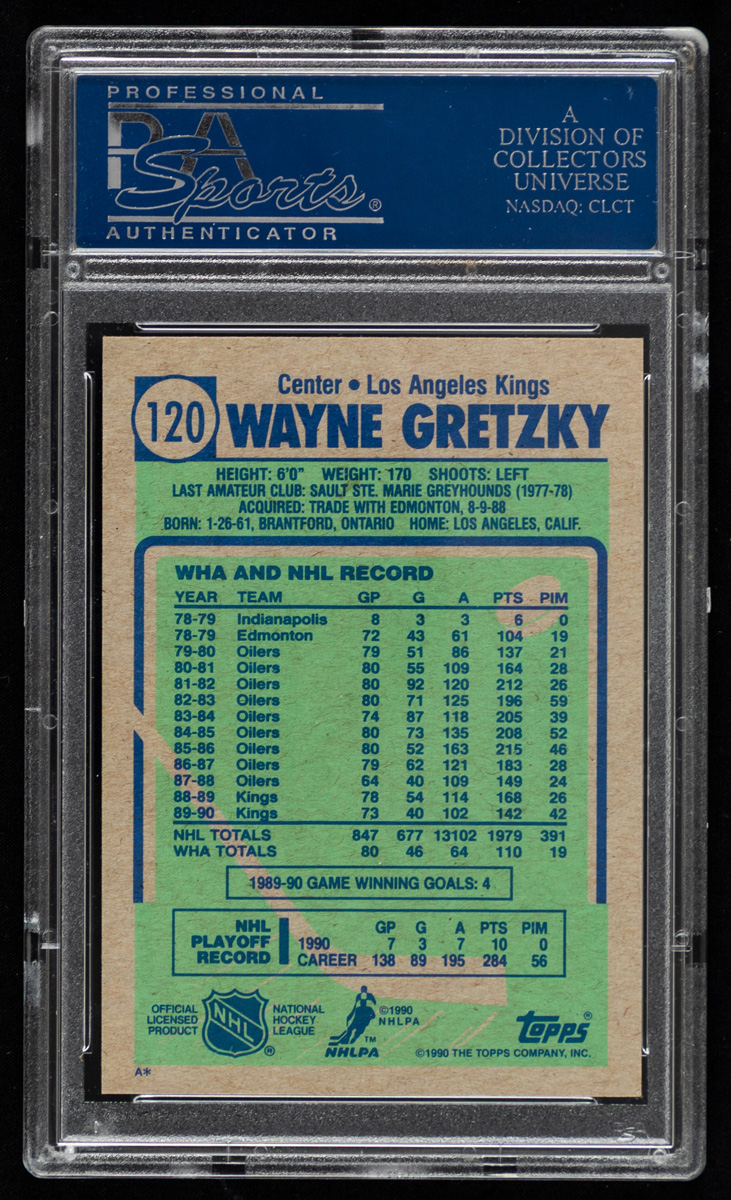 PROFESSIONAL
PSA
Sports®
AUTHENTICATOR
A
DIVISION OF
COLLECTORS
UNIVERSE
NASDAQ: CLCT
120
Center • Los Angeles Kings
WAYNE GRETZKY
HEIGHT: 6'0" WEIGHT: 170 SHOOTS: LEFT
LAST AMATEUR CLUB: SAULT STE. MARIE GREYHOUNDS (1977-78)
ACQUIRED: TRADE WITH EDMONTON, 8-9-88
BORN: 1-26-61, BRANTFORD, ONTARIO HOME: LOS ANGELES, CALIF.
WHA AND NHL RECORD
YEAR TEAM GP G A PTS PIM
78-79 Indianapolis 8 3 3 6 0
78-79 Edmonton 72 43 61 104 19
79-80 Oilers 79 51 86 137 21
80-81 Oilers 80 55 109 164 28
81-82 Oilers 80 92 120 212 26
82-83 Oilers 80 71 125 196 59
83-84 Oilers 74 87 118 205 39
84-85 Oilers 80 73 135 208 52
85-86 Oilers 80 52 163 215 46
86-87 Oilers 79 62 121 183 28
87-88 Oilers 64 40 109 149 24
88-89 Kings 78 54 114 168 26
89-90 Kings 73 40 102 142 42
NHL TOTALS 847 677 13102 1979 391
WHA TOTALS 80 46 64 110 19
1989-90 GAME WINNING GOALS: 4
NHL PLAYOFF RECORD
GP G A PTS PIM
1990 7 3 7 10 0
CAREER 138 89 195 284 56
OFFICIAL
LICENSED
PRODUCT
NHL®
NATIONAL
HOCKEY
LEAGUE
©1990
NHLPA
TM
NHLPA
topps®
©1990 THE TOPPS COMPANY, INC.
A*